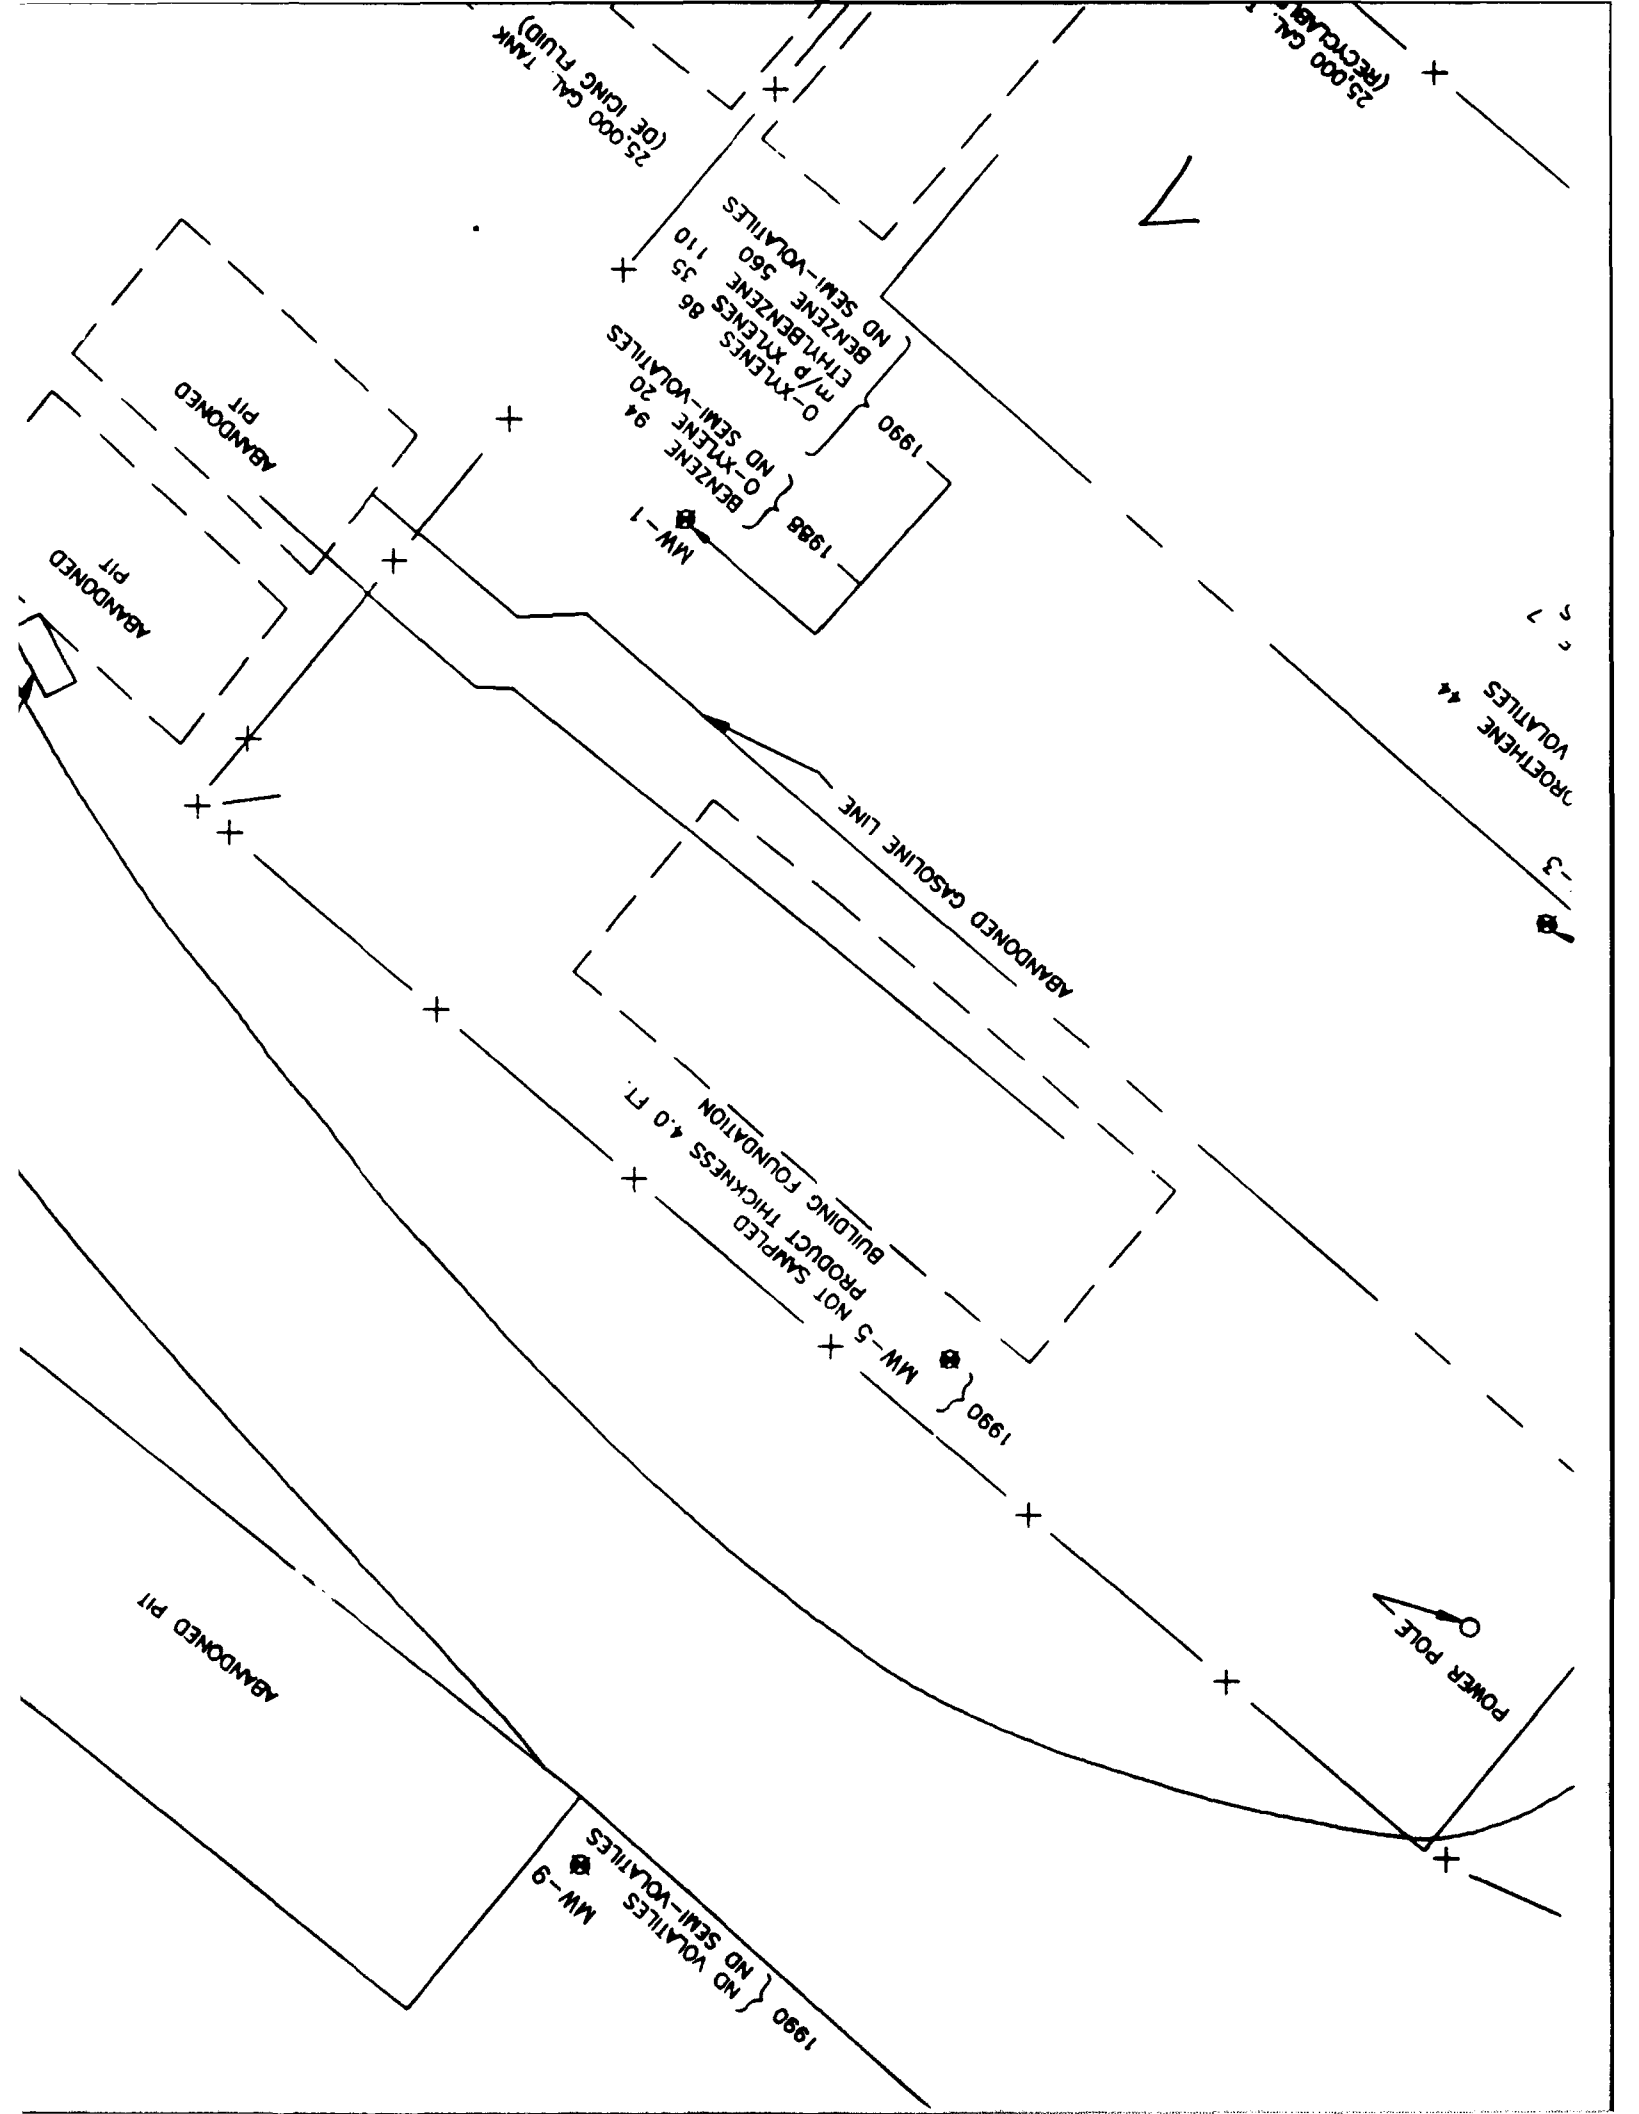 ABANDONED PIT
MW-9
ND VOLATILES
ND SEMI-VOLATILES
1990
POWER POLE
1990
MW-5
NOT SAMPLED
PRODUCT THICKNESS 4.0 FT.
BUILDING FOUNDATION
ABANDONED GASOLINE LINE
ABANDONED
PIT
ABANDONED
PIT
MW-1
1988
BENZENE 94
O-XYLENE 20
ND SEMI-VOLATILES
1990
O-XYLENES 86
m/p XYLENES 35
ETHYLBENZENE 110
BENZENE 560
ND SEMI-VOLATILES
25,000 GAL TANK
(DE ICING FLUID)
25,000 GAL
(RECYCLABL
-3
OROETHENE 44
VOLATILES